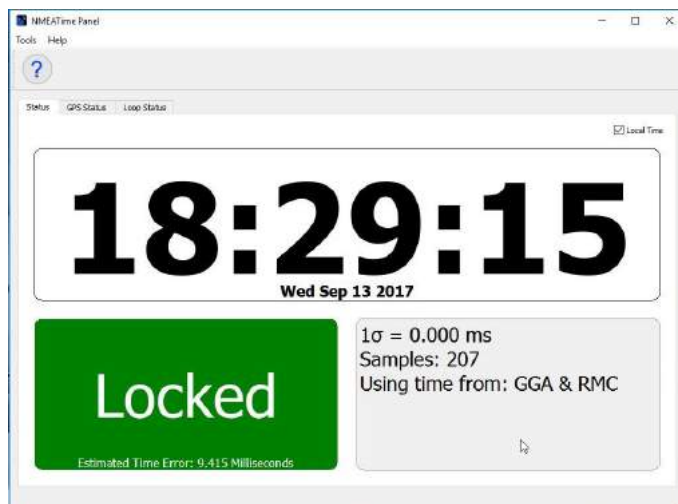 NMEATime Panel
Tools Help
?
Status GPS Status Loop Status
Local Time
18:29:15
Wed Sep 13 2017
Locked
Estimated Time Error: 9.415 Milliseconds
1σ = 0.000 ms
Samples: 207
Using time from: GGA & RMC